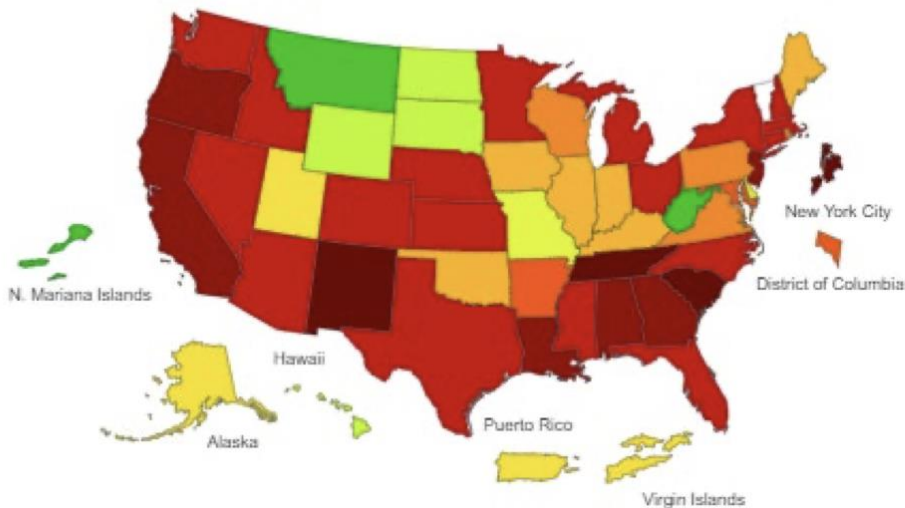 New York City
District of Columbia
N. Mariana Islands
Hawaii
Alaska
Puerto Rico
Virgin Islands